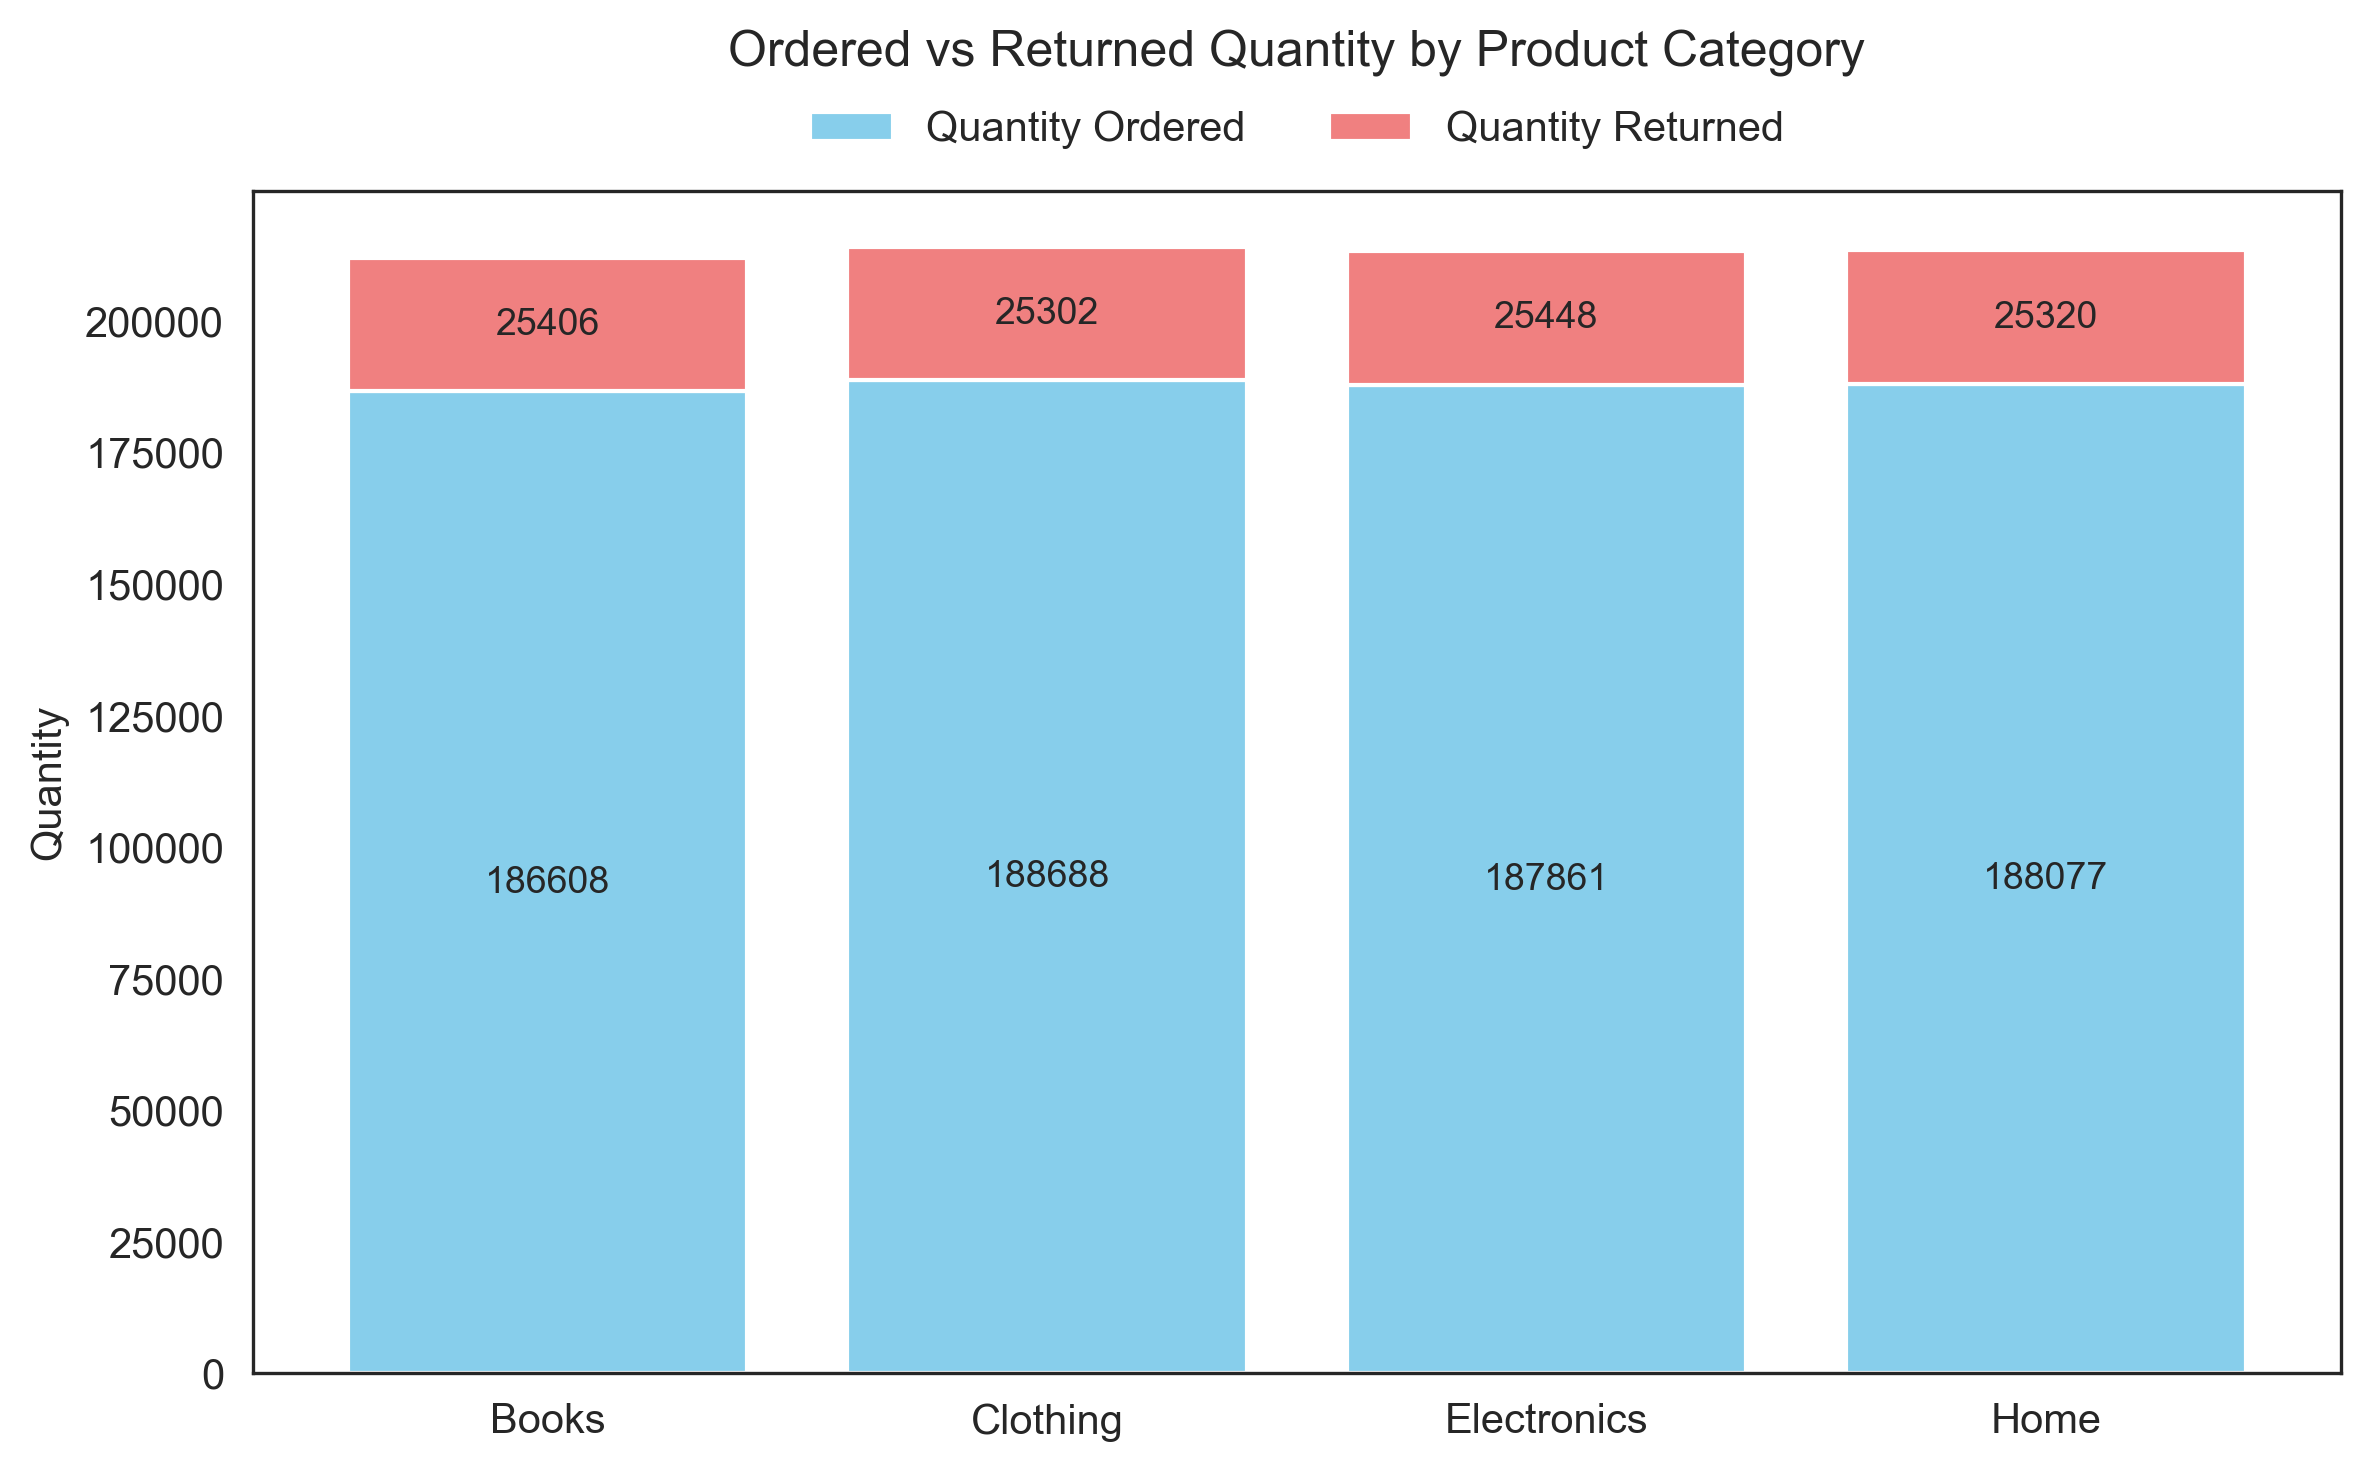 Ordered vs Returned Quantity by Product Category
Quantity Ordered Quantity Returned
Quantity
200000
175000
150000
125000
100000
75000
50000
25000
0
25406 25302 25448 25320
186608 188688 187861 188077
Books Clothing Electronics Home